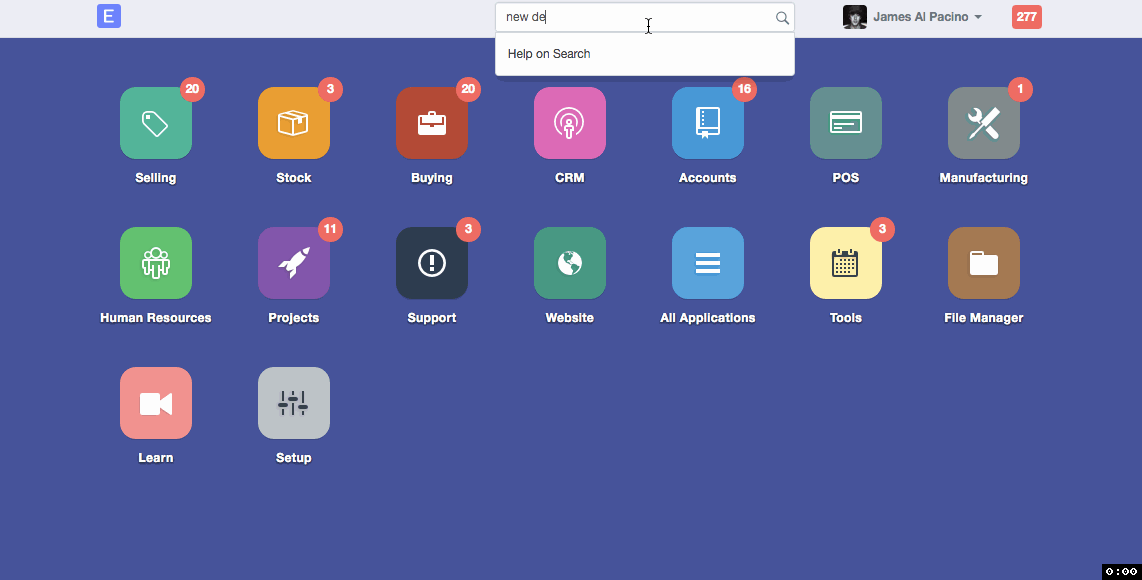 E
new de
James Al Pacino
277
Help on Search
20
3
20
16
1
Selling
Stock
Buying
CRM
Accounts
POS
Manufacturing
11
3
3
Human Resources
Projects
Support
Website
All Applications
Tools
File Manager
Learn
Setup
0:00